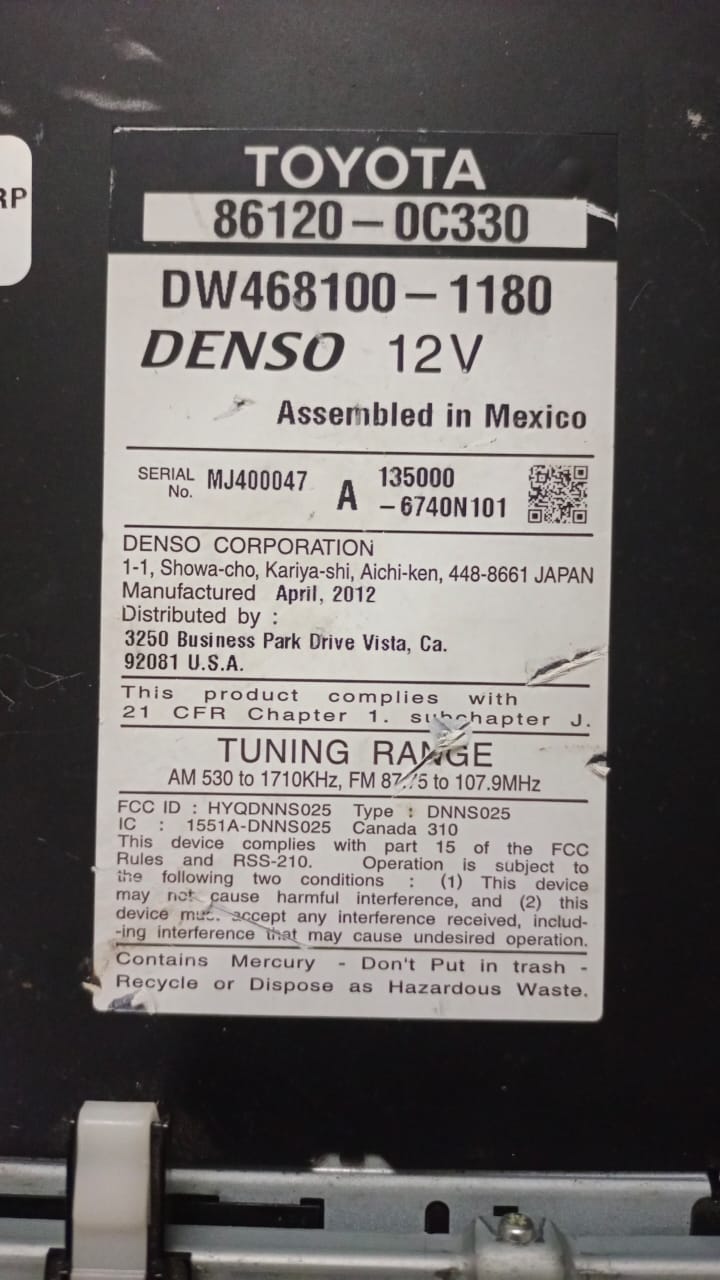 RP
TOYOTA
86120-0C330
DW468100-1180
DENSO 12V
Assembled in Mexico
SERIAL No. MJ400047 A 135000
-6740N101
DENSO CORPORATION
1-1, Showa-cho, Kariya-shi, Aichi-ken, 448-8661 JAPAN
Manufactured April, 2012
Distributed by :
3250 Business Park Drive Vista, Ca.
92081 U.S.A.
This product complies with
21 CFR Chapter 1. subchapter J.
TUNING RANGE
AM 530 to 1710KHz, FM 87.75 to 107.9MHz
FCC ID : HYQDNNS025 Type : DNNS025
IC : 1551A-DNNS025 Canada 310
This device complies with part 15 of the FCC
Rules and RSS-210. Operation is subject to
the following two conditions : (1) This device
may not cause harmful interference, and (2) this
device must accept any interference received, includ-
-ing interference that may cause undesired operation.
Contains Mercury - Don't Put in trash -
Recycle or Dispose as Hazardous Waste.